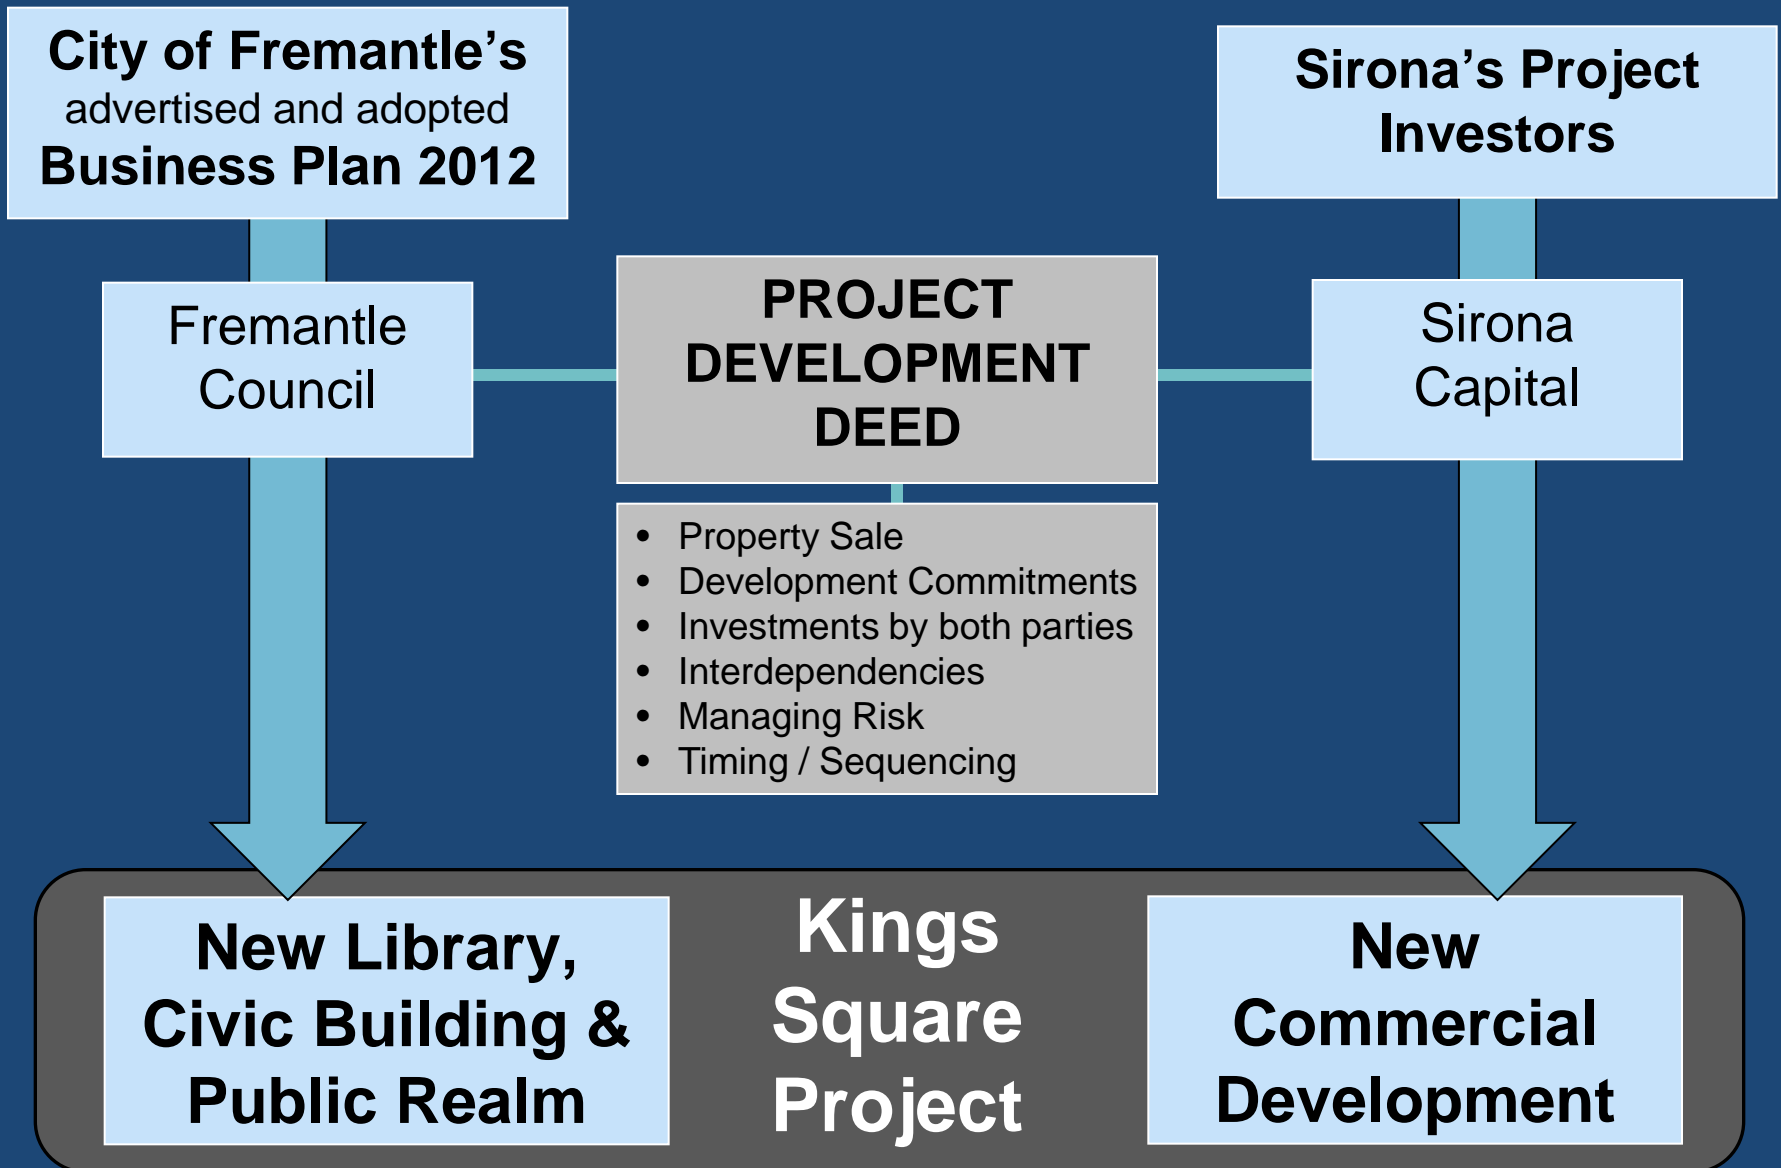 City of Fremantle’s
advertised and adopted
Business Plan 2012
Sirona’s Project
Investors
Fremantle
Council
PROJECT
DEVELOPMENT
DEED
Sirona
Capital
• Property Sale
• Development Commitments
• Investments by both parties
• Interdependencies
• Managing Risk
• Timing / Sequencing
New Library,
Civic Building &
Public Realm
Kings
Square
Project
New
Commercial
Development